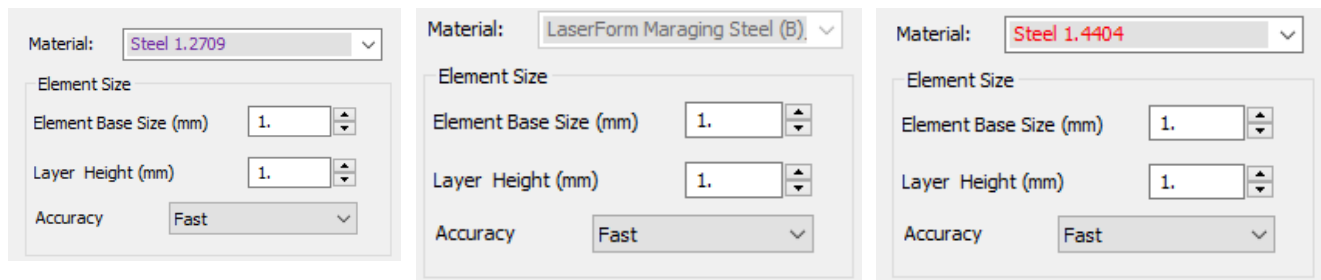 Material: Steel 1.2709
Element Size
Element Base Size (mm) 1.
Layer Height (mm) 1.
Accuracy Fast
Material: LaserForm Maraging Steel (B)
Element Size
Element Base Size (mm) 1.
Layer Height (mm) 1.
Accuracy Fast
Material: Steel 1.4404
Element Size
Element Base Size (mm) 1.
Layer Height (mm) 1.
Accuracy Fast